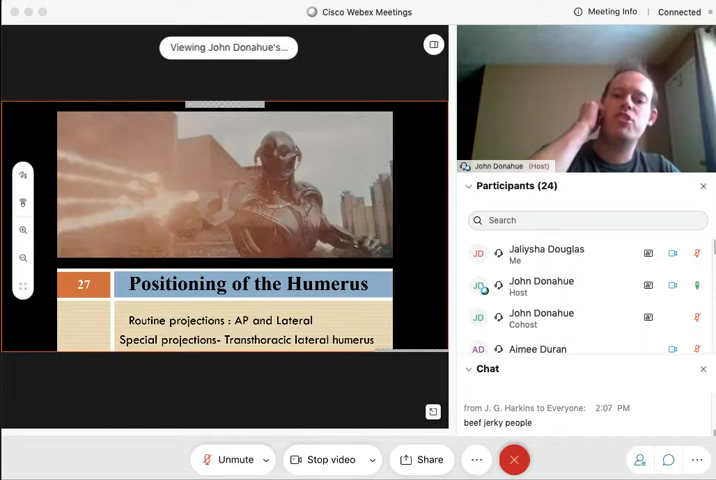 Cisco Webex Meetings
Meeting Info
Connected
Viewing John Donahue's...
John Donahue (Host)
Participants (24)
Search
JD
Jaliysha Douglas
Me
JD
John Donahue
Host
JD
John Donahue
Cohost
AD
Aimee Duran
27
Positioning of the Humerus
Routine projections : AP and Lateral
Special projections- Transthoracic lateral humerus
Chat
from J. G. Harkins to Everyone: 2:07 PM
beef jerky people
Unmute
Stop video
Share